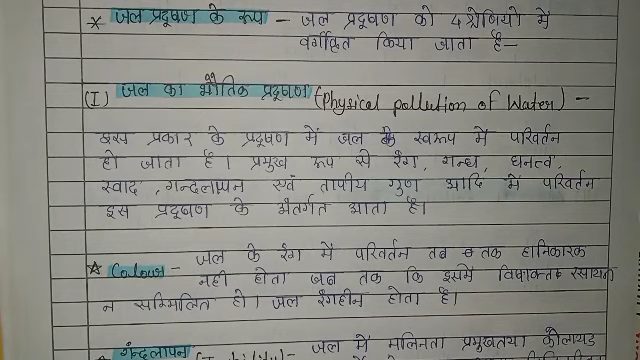 * जल प्रदूषण के रूप – जल प्रदूषण को 4 श्रेणियो में
वर्गीकृत किया जाता है–
(I) जल का भौतिक प्रदूषण (Physical pollution of Water) –
इस प्रकार के प्रदूषण में जल के स्वरूप में परिवर्तन
हो जाता है। प्रमुख रूप से रंग, गन्ध, घनत्व,
स्वाद, गन्दलापन एवं तापीय गुण आदि में परिवर्तन
इस प्रदूषण के अंतर्गत आता है।
* Colour – जल के रंग में परिवर्तन तब तक हानिकारक
नही होता जब तक कि इसमें विषाक्त रसायन
न सम्मिलित हो। जल रंगहीन होता है।
गन्दलापन – जल में मलिनता प्रमुखतया कोलायड